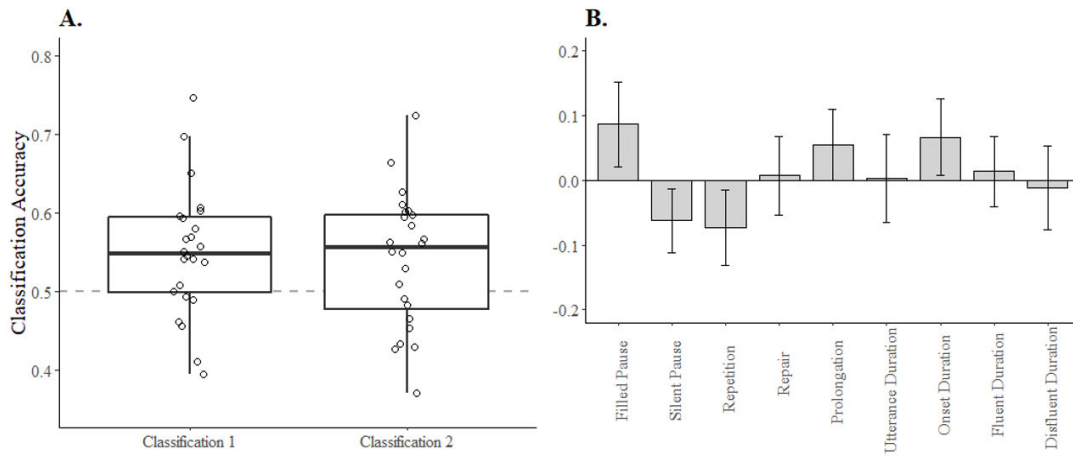 A.
Classification Accuracy
0.8
0.7
0.6
0.5
0.4
Classification 1
Classification 2
B.
0.2
0.1
0.0
-0.1
-0.2
Filled Pause
Silent Pause
Repetition
Repair
Prolongation
Utterance Duration
Onset Duration
Fluent Duration
Disfluent Duration